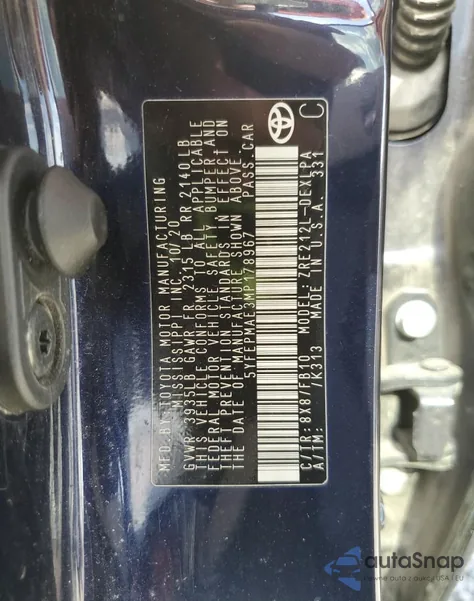 MFD.BY:TOYOTA MOTOR MANUFACTURING
MISSISSIPPI INC. 10/20
GVWR 3935LB GAWR FR 2315LB RR 2140LB
THIS VEHICLE CONFORMS TO ALL APPLICABLE
FEDERAL MOTOR VEHICLE SAFETY, BUMPER AND
THEFT PREVENTION STANDARDS IN EFFECT ON
THE DATE OF MANUFACTURE SHOWN ABOVE.
5YFEPMAE3MP178967 PASS.CAR
C/TR: 8X8/FB10 MODEL: ZRE212L-DEXLPA
A/TM: /K313 MADE IN U.S.A. 331
C
autoSnap